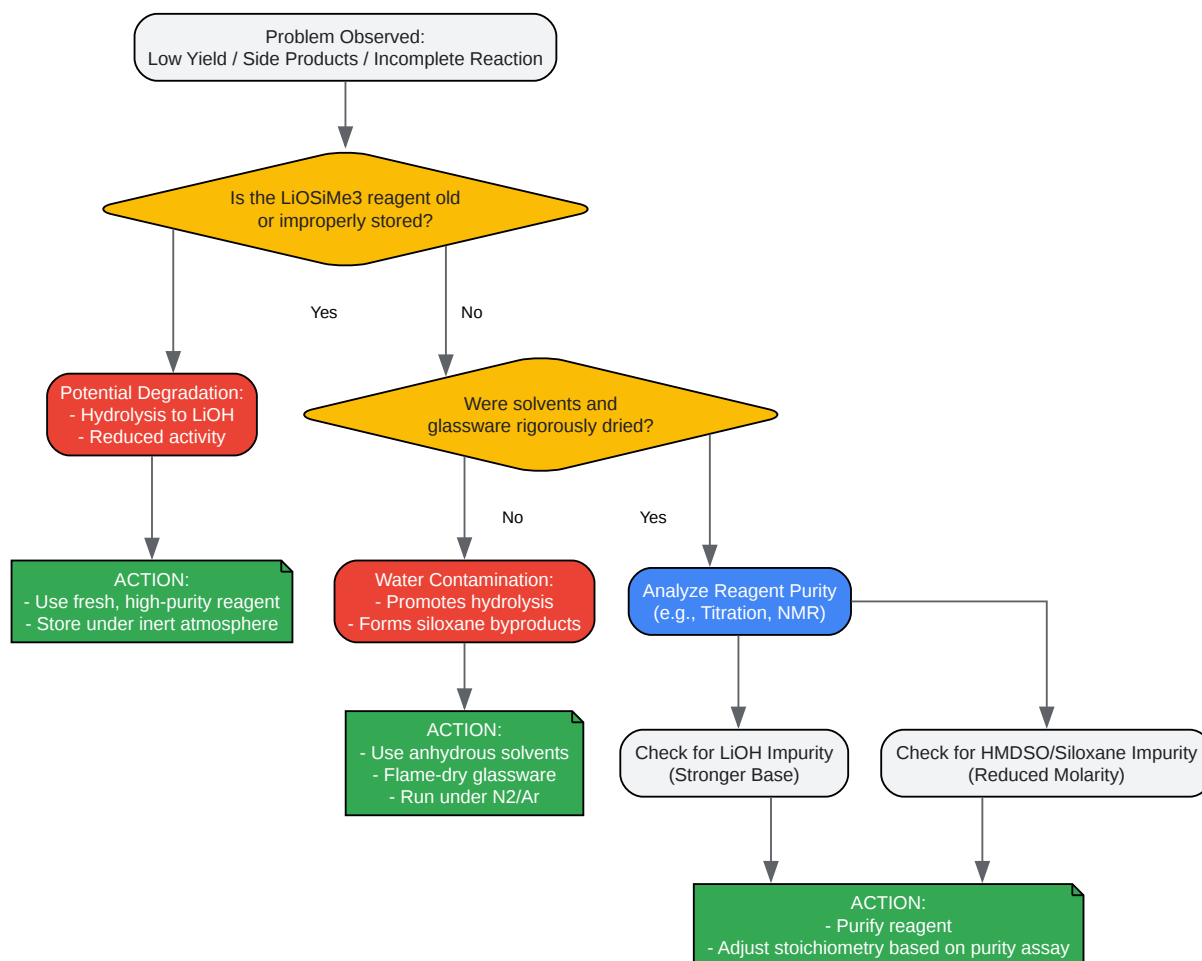 Problem Observed:
Low Yield / Side Products / Incomplete Reaction
Is the LiOSiMe3 reagent old
or improperly stored?
Yes
No
Potential Degradation:
- Hydrolysis to LiOH
- Reduced activity
Were solvents and
glassware rigorously dried?
No
Yes
ACTION:
- Use fresh, high-purity reagent
- Store under inert atmosphere
Water Contamination:
- Promotes hydrolysis
- Forms siloxane byproducts
Analyze Reagent Purity
(e.g., Titration, NMR)
ACTION:
- Use anhydrous solvents
- Flame-dry glassware
- Run under N2/Ar
Check for LiOH Impurity
(Stronger Base)
Check for HMDSO/Siloxane Impurity
(Reduced Molarity)
ACTION:
- Purify reagent
- Adjust stoichiometry based on purity assay